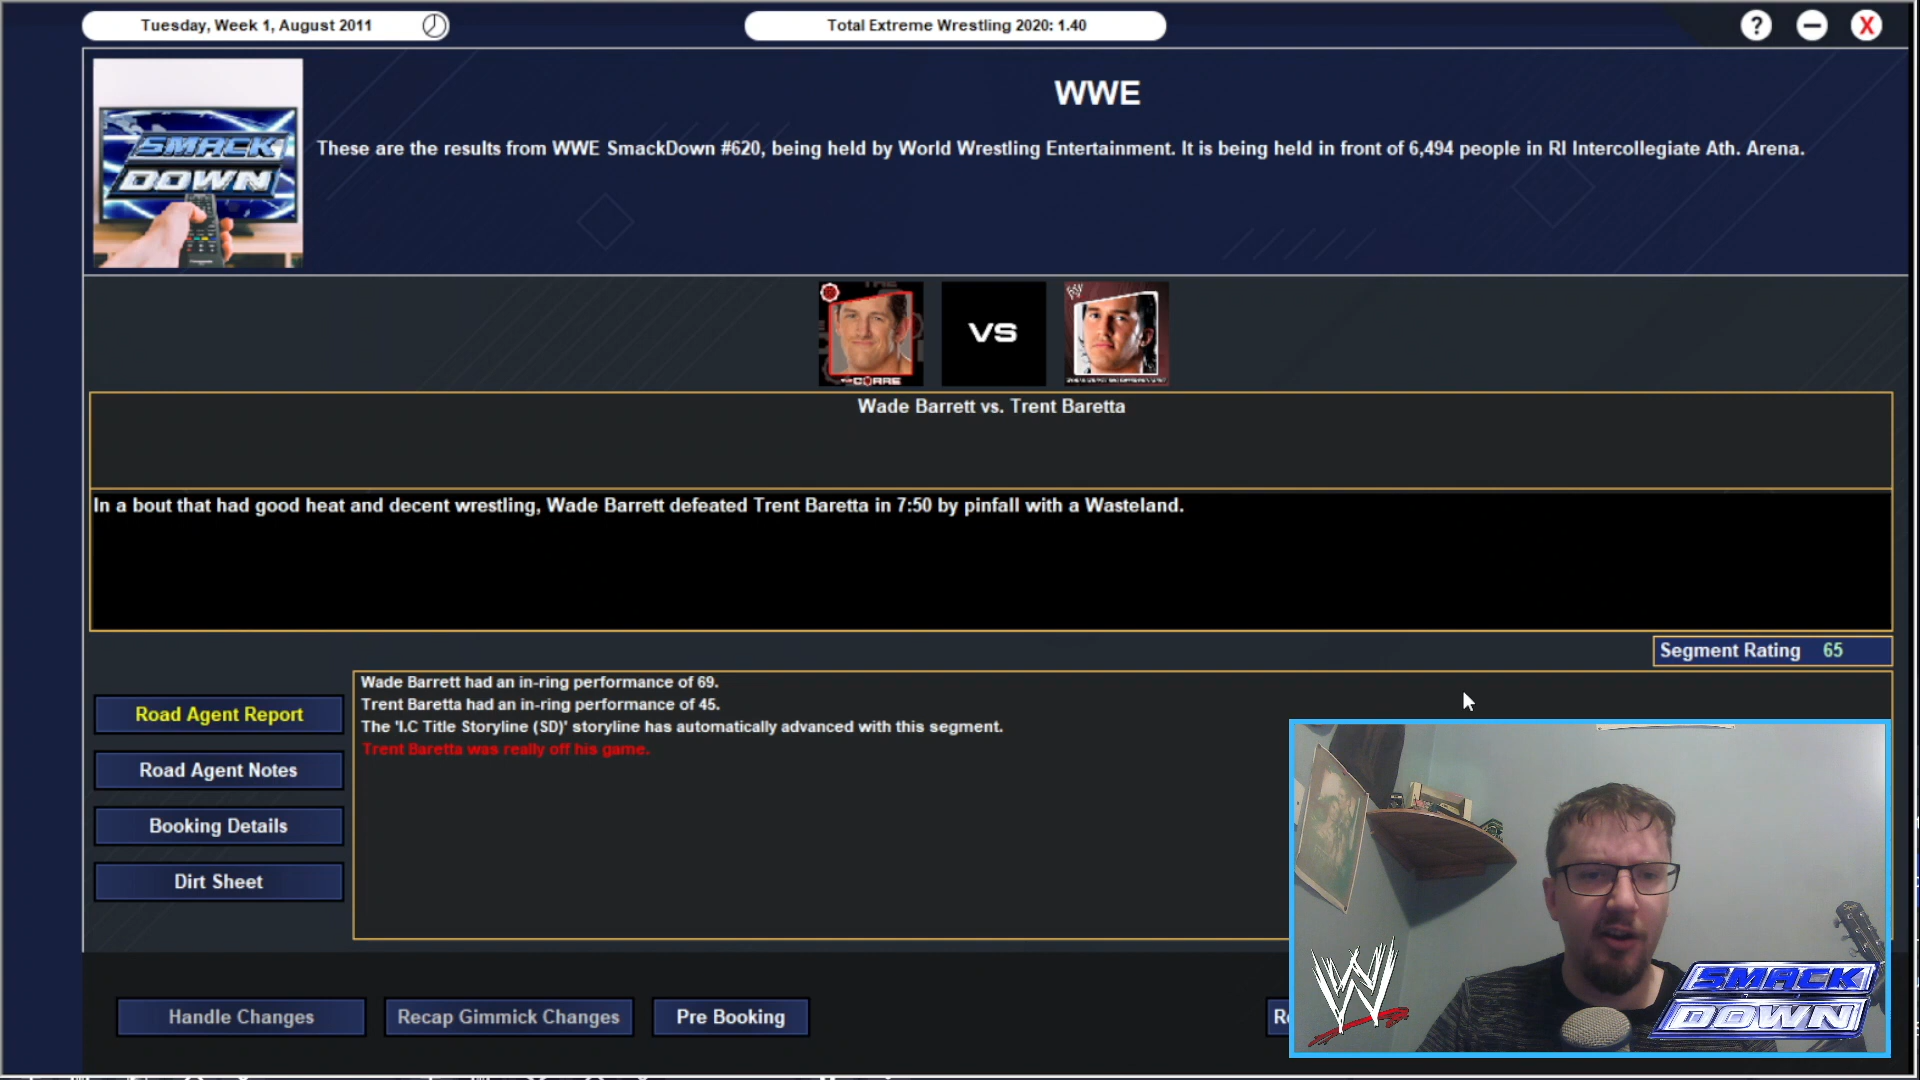 Tuesday, Week 1, August 2011
Total Extreme Wrestling 2020: 1.40
?
X
SMACK
DOWN
WWE
These are the results from WWE SmackDown #620, being held by World Wrestling Entertainment. It is being held in front of 6,494 people in RI Intercollegiate Ath. Arena.
CORRE
VS
Wade Barrett vs. Trent Baretta
In a bout that had good heat and decent wrestling, Wade Barrett defeated Trent Baretta in 7:50 by pinfall with a Wasteland.
Segment Rating 65
Road Agent Report
Road Agent Notes
Booking Details
Dirt Sheet
Wade Barrett had an in-ring performance of 69.
Trent Baretta had an in-ring performance of 45.
The 'I.C Title Storyline (SD)' storyline has automatically advanced with this segment.
Trent Baretta was really off his game.
Handle Changes
Recap Gimmick Changes
Pre Booking
W
SMACK
DOWN